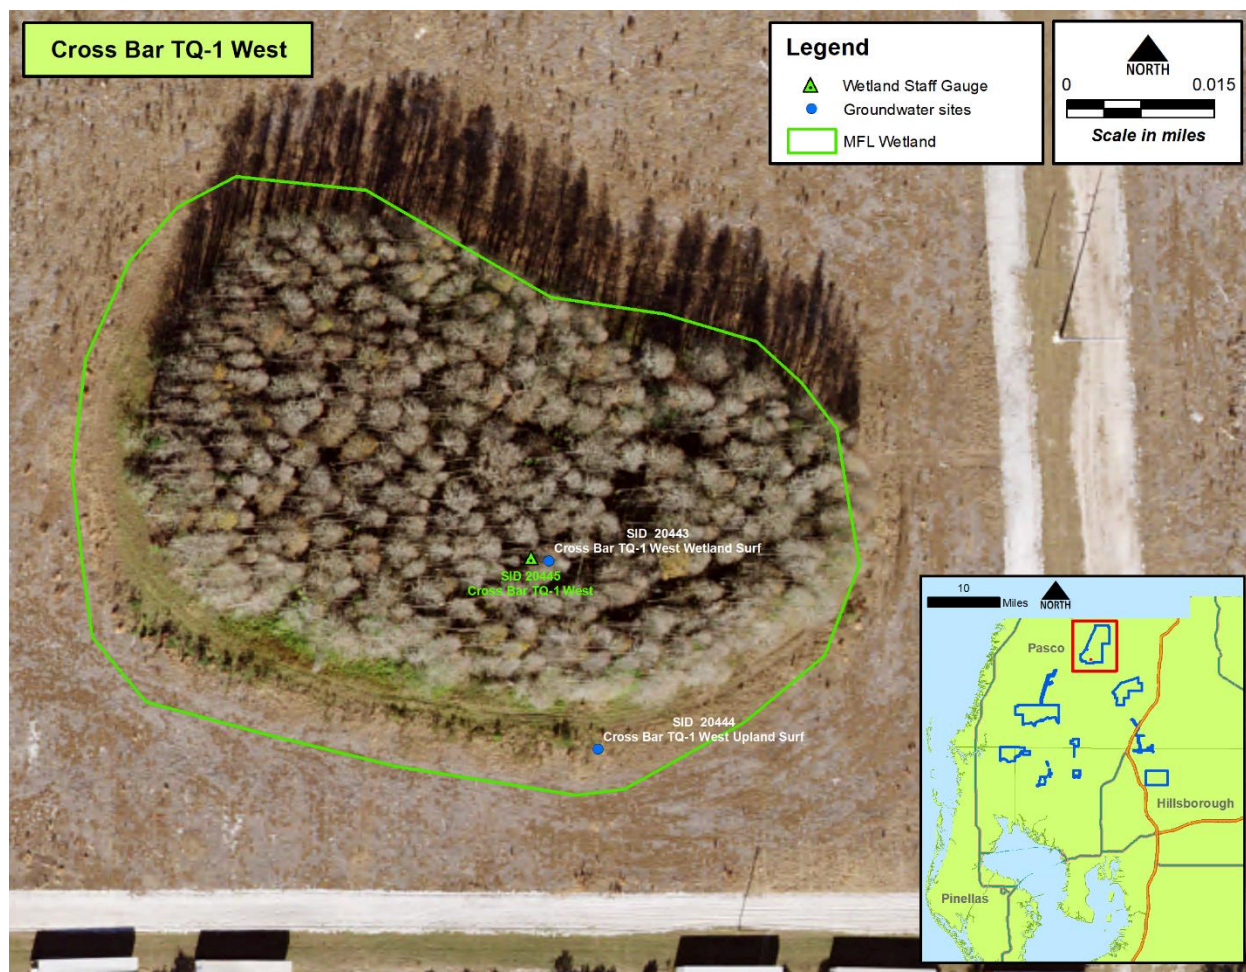 Cross Bar TQ-1 West
Legend
Wetland Staff Gauge
Groundwater sites
MFL Wetland
NORTH
0 0.015
Scale in miles
SID 20443
Cross Bar TQ-1 West Wetland Surf
SID 20445
Cross Bar TQ-1 West
SID 20444
Cross Bar TQ-1 West Upland Surf
10
Miles
NORTH
Pasco
Hillsborough
Pinellas